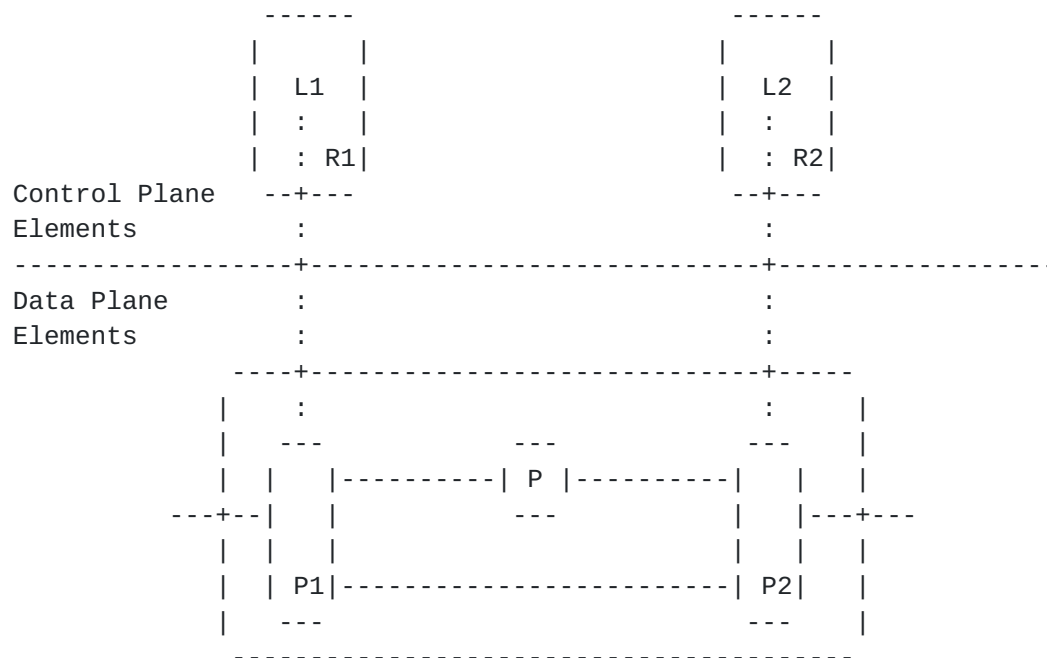 L1 L2
R1 R2
Control Plane
Elements
Data Plane
Elements
P
P1 P2